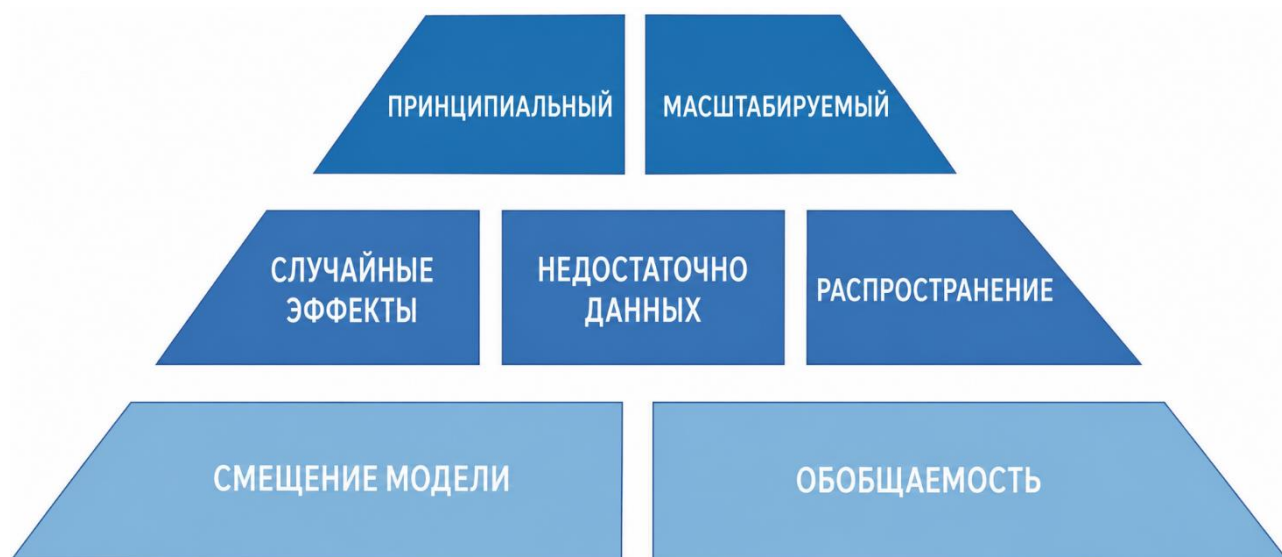 ПРИНЦИПИАЛЬНЫЙ
МАСШТАБИРУЕМЫЙ
СЛУЧАЙНЫЕ
ЭФФЕКТЫ
НЕДОСТАТОЧНО
ДАННЫХ
РАСПРОСТРАНЕНИЕ
СМЕЩЕНИЕ МОДЕЛИ
ОБОБЩАЕМОСТЬ